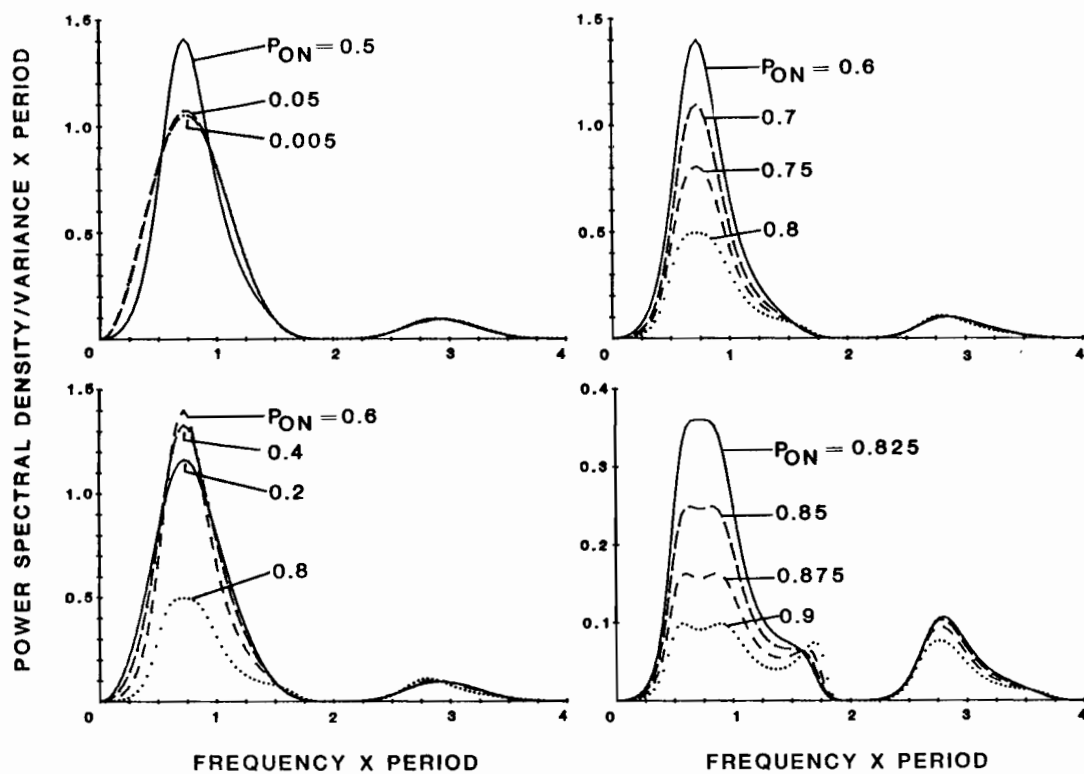 POWER SPECTRAL DENSITY/VARIANCE X PERIOD
1.5
1.0
0.5
0 1 2 3 4
PON = 0.5
0.05
0.005
1.5
1.0
0.5
0 1 2 3 4
PON = 0.6
0.7
0.75
0.8
1.5
1.0
0.5
0 1 2 3 4
PON = 0.6
0.4
0.2
0.8
0.4
0.3
0.2
0.1
0 1 2 3 4
PON = 0.825
0.85
0.875
0.9
FREQUENCY X PERIOD
FREQUENCY X PERIOD